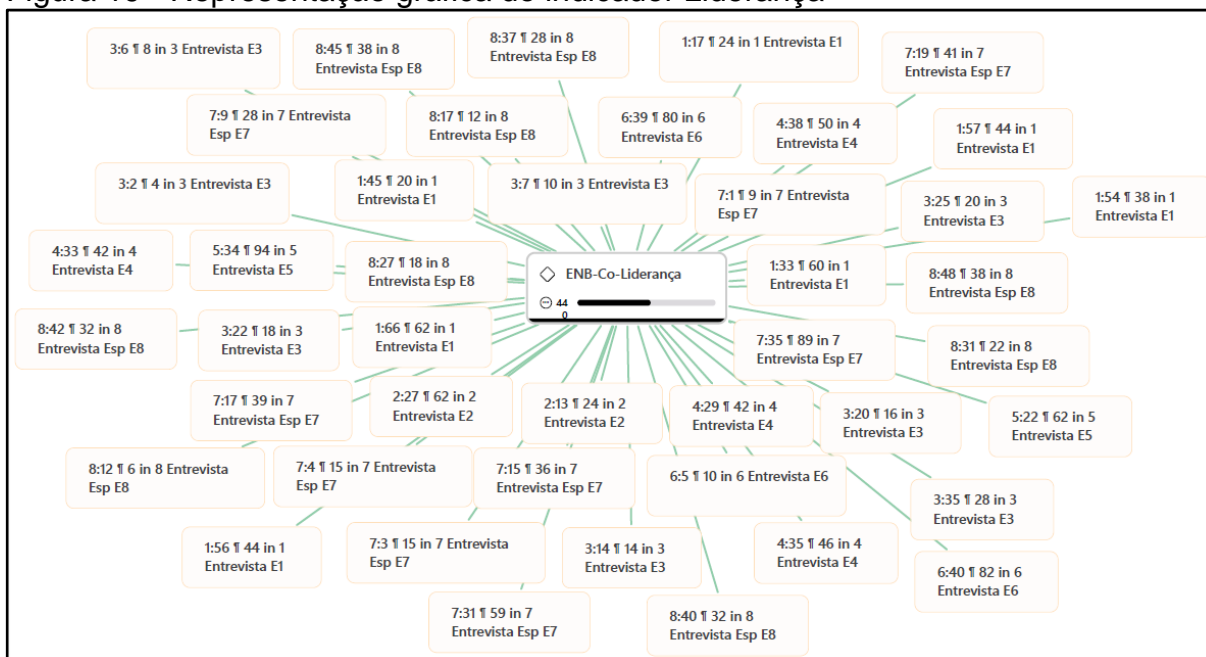 Figura 10 - Representação gráfica do Indicador Liderança
3:6 ¶ 8 in 3 Entrevista E3
8:45 ¶ 38 in 8
Entrevista Esp E8
8:37 ¶ 28 in 8
Entrevista Esp E8
1:17 ¶ 24 in 1 Entrevista E1
7:19 ¶ 41 in 7
Entrevista Esp E7
7:9 ¶ 28 in 7 Entrevista
Esp E7
8:17 ¶ 12 in 8
Entrevista Esp E8
6:39 ¶ 80 in 6
Entrevista E6
4:38 ¶ 50 in 4
Entrevista E4
1:57 ¶ 44 in 1
Entrevista E1
3:2 ¶ 4 in 3 Entrevista E3
1:45 ¶ 20 in 1
Entrevista E1
3:7 ¶ 10 in 3 Entrevista E3
7:1 ¶ 9 in 7 Entrevista
Esp E7
3:25 ¶ 20 in 3
Entrevista E3
1:54 ¶ 38 in 1
Entrevista E1
4:33 ¶ 42 in 4
Entrevista E4
5:34 ¶ 94 in 5
Entrevista E5
8:27 ¶ 18 in 8
Entrevista Esp E8
ENB-Co-Liderança
44
0
1:33 ¶ 60 in 1
Entrevista E1
8:48 ¶ 38 in 8
Entrevista Esp E8
8:42 ¶ 32 in 8
Entrevista Esp E8
3:22 ¶ 18 in 3
Entrevista E3
1:66 ¶ 62 in 1
Entrevista E1
7:35 ¶ 89 in 7
Entrevista Esp E7
8:31 ¶ 22 in 8
Entrevista Esp E8
7:17 ¶ 39 in 7
Entrevista Esp E7
2:27 ¶ 62 in 2
Entrevista E2
2:13 ¶ 24 in 2
Entrevista E2
4:29 ¶ 42 in 4
Entrevista E4
3:20 ¶ 16 in 3
Entrevista E3
5:22 ¶ 62 in 5
Entrevista E5
8:12 ¶ 6 in 8 Entrevista
Esp E8
7:4 ¶ 15 in 7 Entrevista
Esp E7
7:15 ¶ 36 in 7
Entrevista Esp E7
6:5 ¶ 10 in 6 Entrevista E6
3:35 ¶ 28 in 3
Entrevista E3
1:56 ¶ 44 in 1
Entrevista E1
7:3 ¶ 15 in 7 Entrevista
Esp E7
3:14 ¶ 14 in 3
Entrevista E3
4:35 ¶ 46 in 4
Entrevista E4
6:40 ¶ 82 in 6
Entrevista E6
7:31 ¶ 59 in 7
Entrevista Esp E7
8:40 ¶ 32 in 8
Entrevista Esp E8